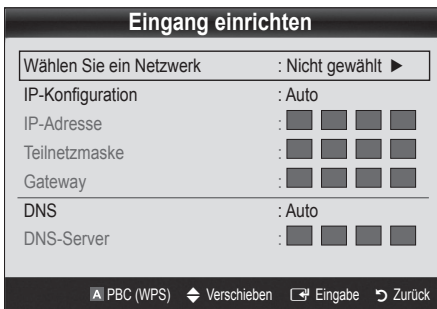 Eingang einrichten
Wählen Sie ein Netzwerk : Nicht gewählt ►
IP-Konfiguration : Auto
IP-Adresse :
Teilnetzmaske :
Gateway :
DNS : Auto
DNS-Server :
A PBC (WPS) Verschieben Eingabe Zurück